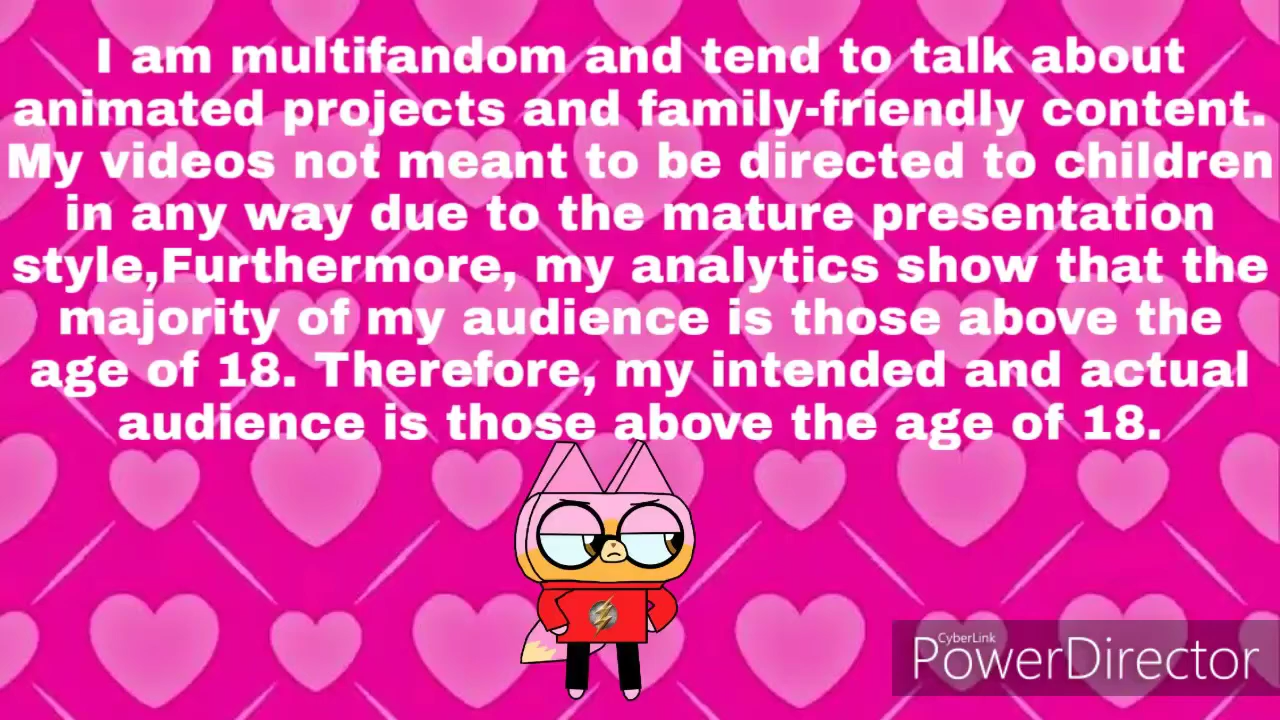 I am multifandom and tend to talk about
animated projects and family-friendly content.
My videos not meant to be directed to children
in any way due to the mature presentation
style,Furthermore, my analytics show that the
majority of my audience is those above the
age of 18. Therefore, my intended and actual
audience is those above the age of 18.
CyberLink
PowerDirector